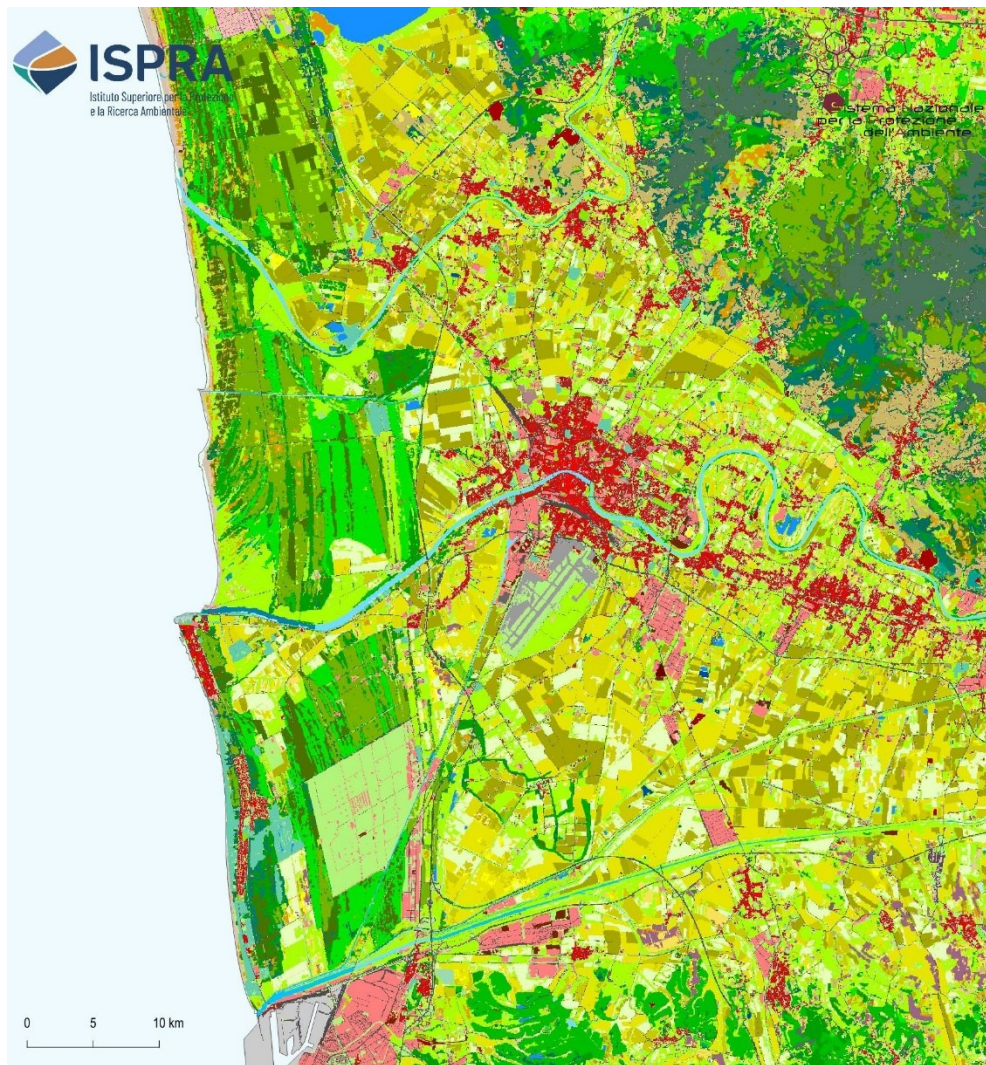 ISPRA
Istituto Superiore per la Protezione
e la Ricerca Ambientale
Sistema Nazionale
per la Protezione
dell'Ambiente
0 5 10 km